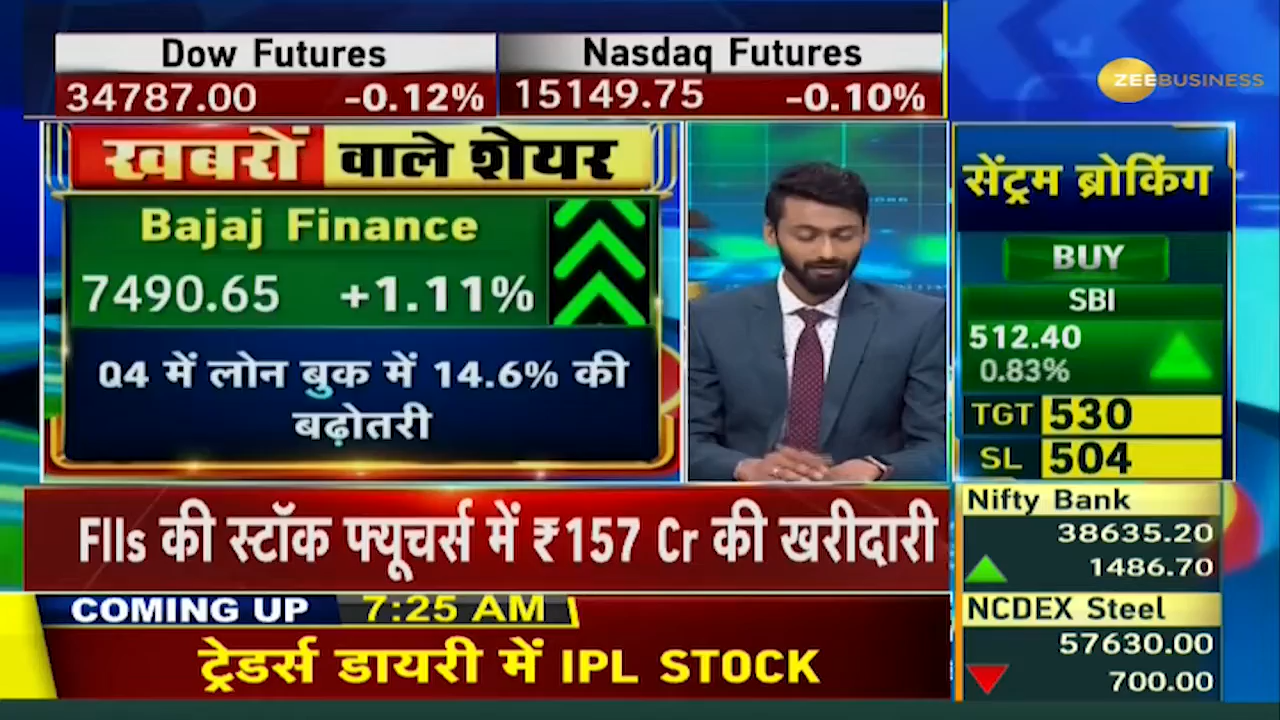 Dow Futures
34787.00 -0.12%
Nasdaq Futures
15149.75 -0.10%
ZEEBUSINESS
खबरों वाले शेयर
Bajaj Finance
7490.65 +1.11%
Q4 में लोन बुक में 14.6% की
बढ़ोतरी
सेंट्रम ब्रोकिंग
BUY
SBI
512.40
0.83%
TGT 530
SL 504
FIIs की स्टॉक फ्यूचर्स में ₹157 Cr की खरीदारी
Nifty Bank
38635.20
1486.70
NCDEX Steel
57630.00
700.00
COMING UP 7:25 AM
ट्रेडर्स डायरी में IPL STOCK